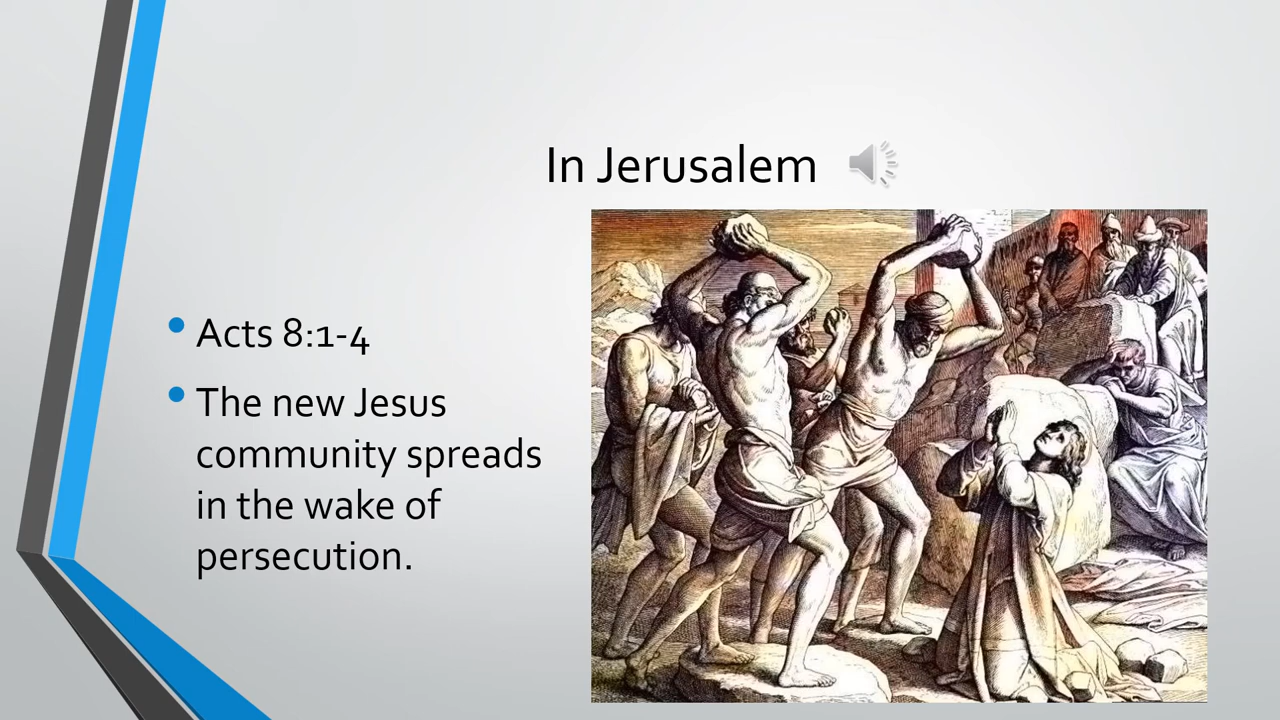 In Jerusalem
• Acts 8:1-4
• The new Jesus
community spreads
in the wake of
persecution.